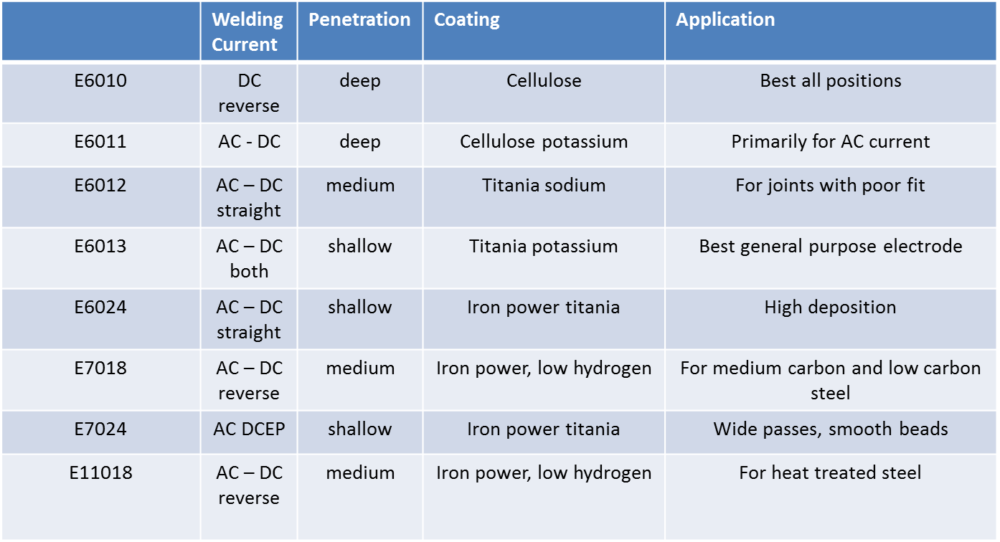 Welding Current Penetration Coating Application
E6010 DC reverse deep Cellulose Best all positions
E6011 AC - DC deep Cellulose potassium Primarily for AC current
E6012 AC – DC straight medium Titania sodium For joints with poor fit
E6013 AC – DC both shallow Titania potassium Best general purpose electrode
E6024 AC – DC straight shallow Iron power titania High deposition
E7018 AC – DC reverse medium Iron power, low hydrogen For medium carbon and low carbon steel
E7024 AC DCEP shallow Iron power titania Wide passes, smooth beads
E11018 AC – DC reverse medium Iron power, low hydrogen For heat treated steel